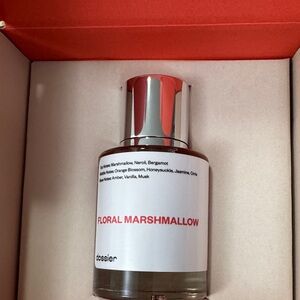 Top Notes: Marshmallow, Neroli, Bergamot
Middle Notes: Orange Blossom, Honeysuckle, Jasmine, Citris
Base Notes: Amber, Vanilla, Musk
FLORAL MARSHMALLOW
dossier